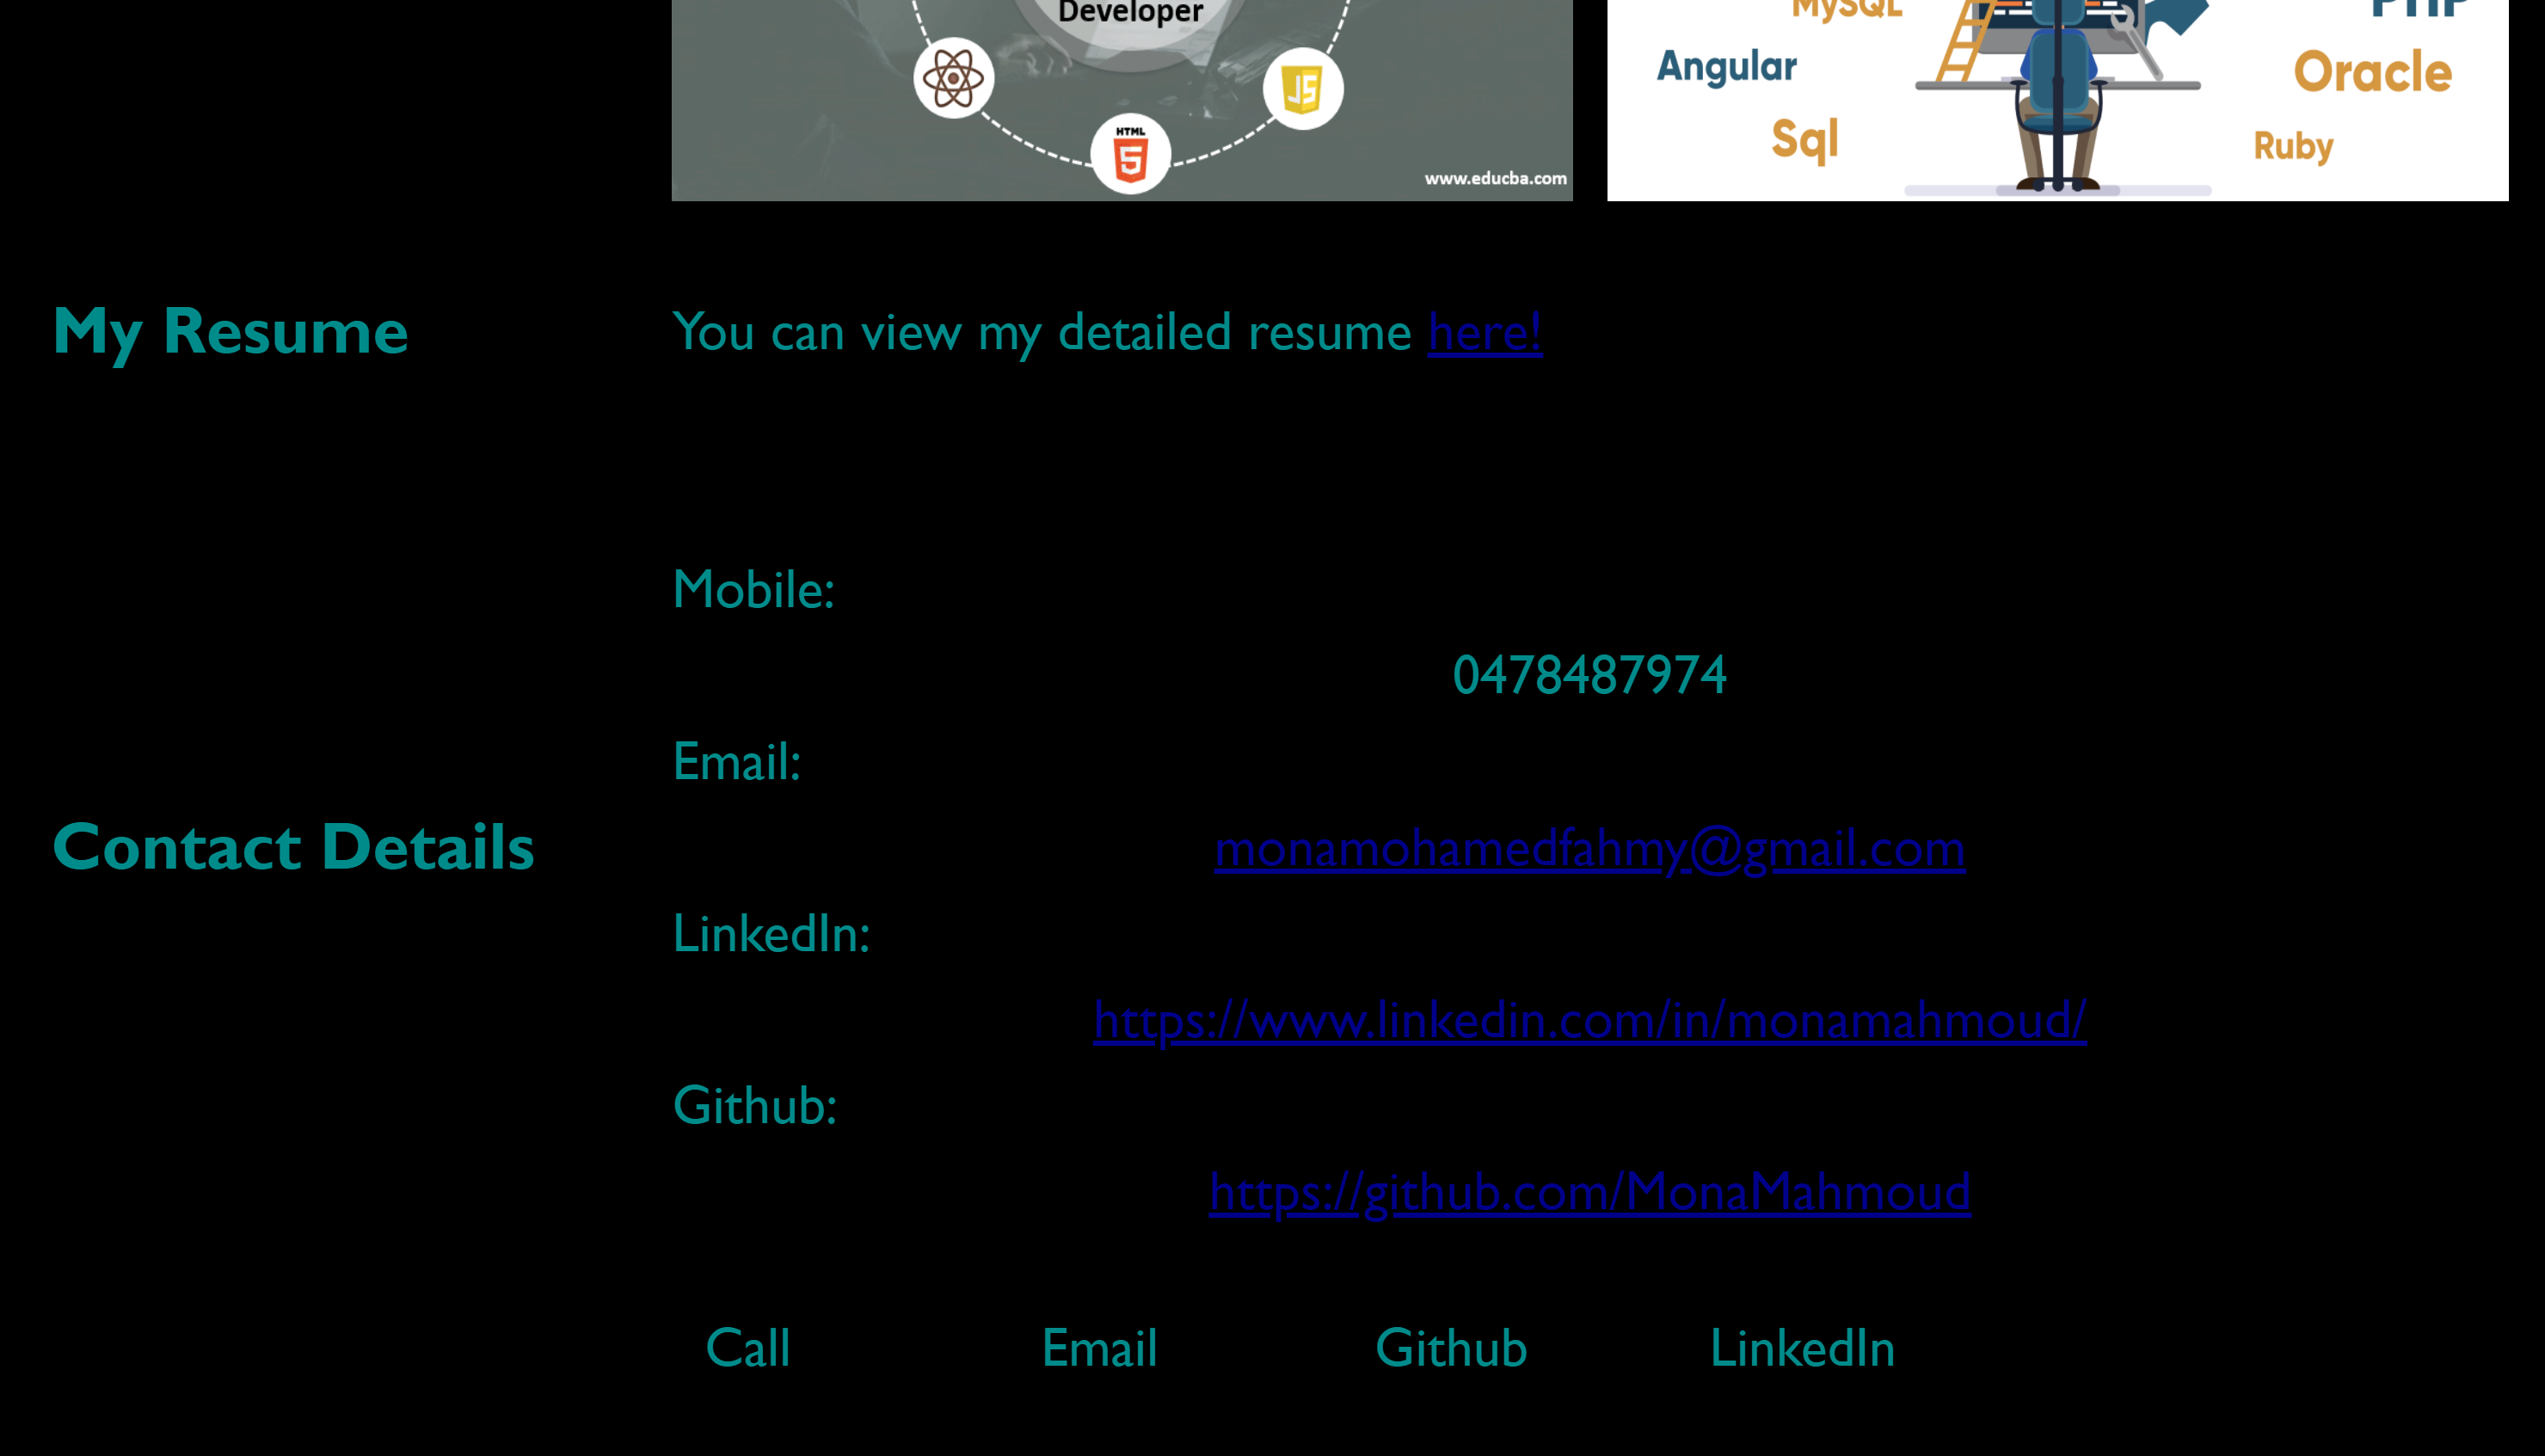 Developer
HTML
JS
www.educba.com
MySQL
PHP
Angular
Oracle
Sql
Ruby
My Resume
You can view my detailed resume here!
Contact Details
Mobile:
0478487974
Email:
monamohamedfahmy@gmail.com
LinkedIn:
https://www.linkedin.com/in/monamahmoud/
Github:
https://github.com/MonaMahmoud
Call Email Github LinkedIn